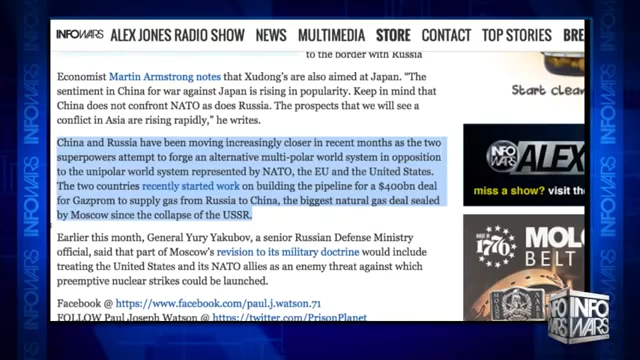 INFOWARS ALEX JONES RADIO SHOW NEWS MULTIMEDIA STORE CONTACT TOP STORIES BRE
to the border with Russia
Economist Martin Armstrong notes that Xudong's are also aimed at Japan. "The
sentiment in China for war against Japan is rising in popularity. Keep in mind that
China does not confront NATO as does Russia. The prospects that we will see a
conflict in Asia are rising rapidly," he writes.
China and Russia have been moving increasingly closer in recent months as the two
superpowers attempt to forge an alternative multi-polar world system in opposition
to the unipolar world system represented by NATO, the EU and the United States.
The two countries recently started work on building the pipeline for a $400bn deal
for Gazprom to supply gas from Russia to China, the biggest natural gas deal sealed
by Moscow since the collapse of the USSR.
Earlier this month, General Yury Yakubov, a senior Russian Defense Ministry
official, said that part of Moscow's revision to its military doctrine would include
treating the United States and its NATO allies as an enemy threat against which
preemptive nuclear strikes could be launched.
Facebook @ https://www.facebook.com/paul.j.watson.71
FOLLOW Paul Joseph Watson @ https://twitter.com/PrisonPlanet
Start clean
INFO
WARS
ALEX
miss a show? visit the
1776
MOLO
BELT
INFO
WARS
INFOWARS